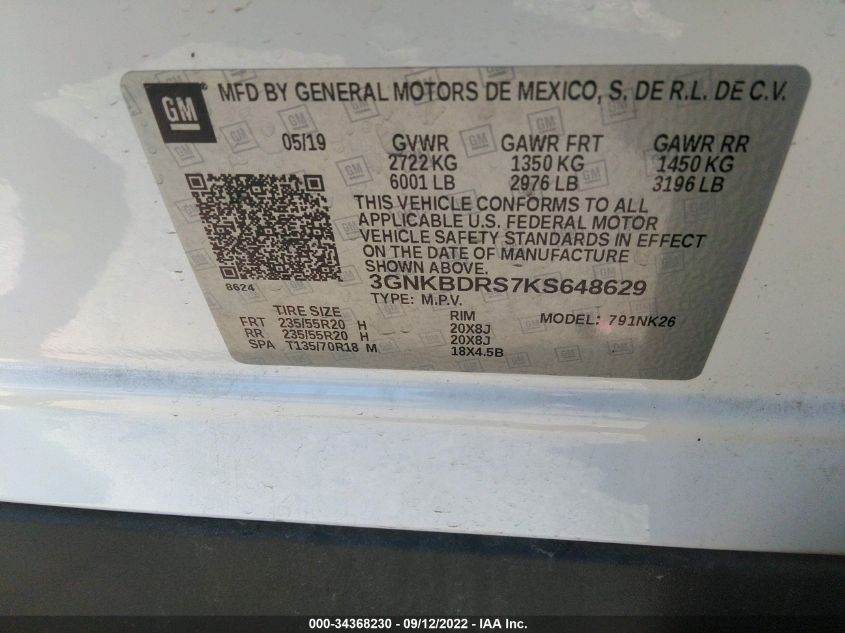 GM MFD BY GENERAL MOTORS DE MEXICO, S. DE R.L. DE C.V.
05/19 GVWR GAWR FRT GAWR RR
2722 KG 1350 KG 1450 KG
6001 LB 2976 LB 3196 LB
THIS VEHICLE CONFORMS TO ALL
APPLICABLE U.S. FEDERAL MOTOR
VEHICLE SAFETY STANDARDS IN EFFECT
ON THE DATE OF MANUFACTURE
SHOWN ABOVE.
8624 3GNKBDRS7KS648629
TYPE: M.P.V.
TIRE SIZE RIM MODEL: 791NK26
FRT 235/55R20 H 20X8J
RR 235/55R20 H 20X8J
SPA T135/70R18 M 18X4.5B
000-34368230 - 09/12/2022 - IAA Inc.